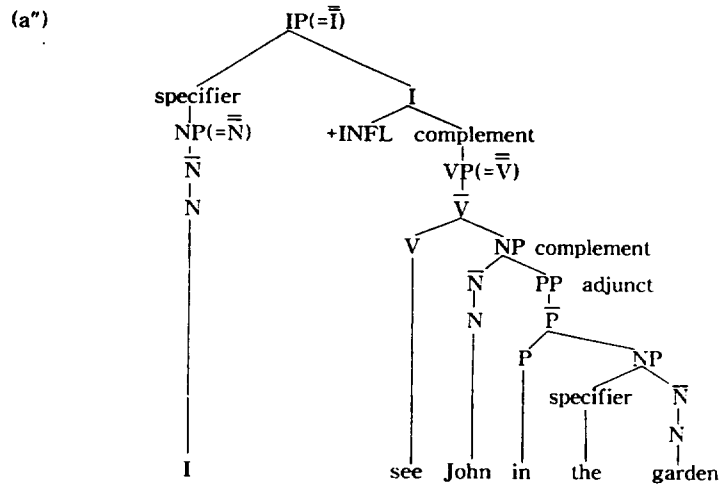 (a″)
IP(=I̿)
specifier I
NP(=N̿) +INFL complement
N̅ VP(=V̿)
N V̅
V NP complement
N̅ PP adjunct
N P̅
P NP
specifier N̅
N
I see John in the garden